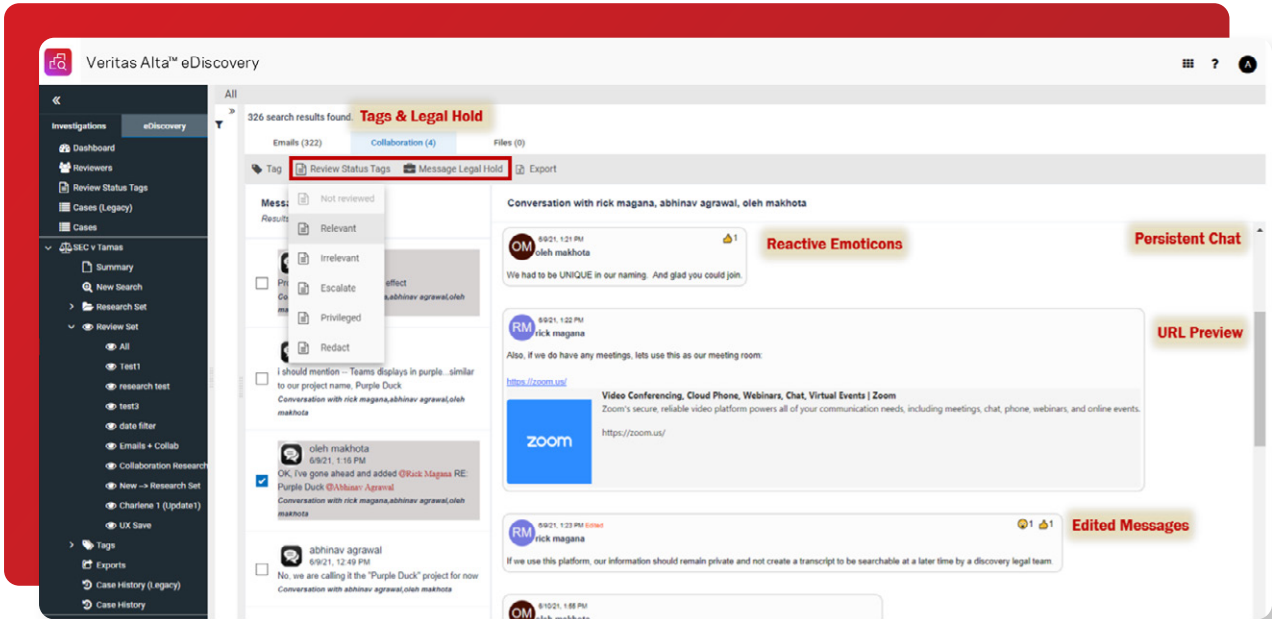 Veritas Alta™ eDiscovery
?
A
«
Investigations
eDiscovery
Dashboard
Reviewers
Review Status Tags
Cases (Legacy)
Cases
SEC v Tamas
Summary
New Search
Research Set
Review Set
All
Test1
research test
test3
date filter
Emails + Collab
Collaboration Research
New --> Research Set
Charlene 1 (Update1)
UX Save
Tags
Exports
Case History (Legacy)
Case History
All
»
326 search results found.
Tags & Legal Hold
Emails (322)
Collaboration (4)
Files (0)
Tag
Review Status Tags
Message Legal Hold
Export
Not reviewed
Relevant
Irrelevant
Escalate
Privileged
Redact
Results
effect
abhinav agrawal,oleh
i should mention -- Teams displays in purple...similar
to our project name, Purple Duck
Conversation with rick magana,abhinav agrawal,oleh
makhota
oleh makhota
6/9/21, 1:16 PM
OK, i've gone ahead and added @Rick Magana RE:
Purple Duck @Abhinav Agrawal
Conversation with rick magana,abhinav agrawal,oleh
makhota
abhinav agrawal
6/9/21, 12:49 PM
No, we are calling it the "Purple Duck" project for now
Conversation with abhinav agrawal,oleh makhota
Conversation with rick magana, abhinav agrawal, oleh makhota
OM
6/9/21, 1:21 PM
oleh makhota
1
We had to be UNIQUE in our naming. And glad you could join.
Reactive Emoticons
Persistent Chat
RM
6/9/21, 1:22 PM
rick magana
Also, if we do have any meetings, lets use this as our meeting room:
https://zoom.us/
Video Conferencing, Cloud Phone, Webinars, Chat, Virtual Events | Zoom
Zoom's secure, reliable video platform powers all of your communication needs, including meetings, chat, phone, webinars, and online events.
https://zoom.us/
zoom
URL Preview
RM
6/9/21, 1:23 PM Edited
rick magana
1 1
If we use this platform, our information should remain private and not create a transcript to be searchable at a later time by a discovery legal team.
Edited Messages
OM
6/10/21, 1:55 PM
oleh makhota